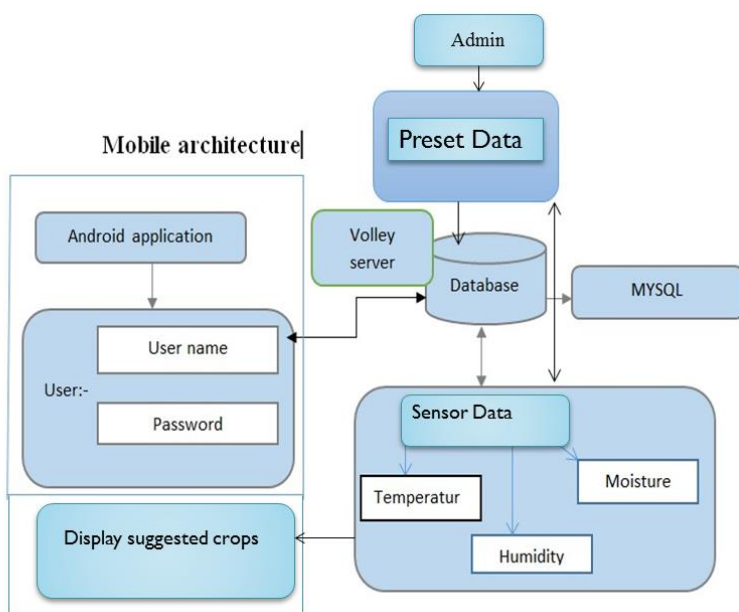 Admin
Preset Data
Mobile architecture
Android application
Volley
server
Database
MYSQL
User name
User:-
Password
Sensor Data
Temperatur
Moisture
Humidity
Display suggested crops